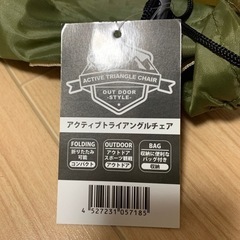 ACTIVE TRIANGLE CHAIR
OUT DOOR
-STYLE-
アクティブトライアングルチェア
FOLDING
折りたたみ
可能
コンパクト
OUTDOOR
アウトドア
スポーツ観戦
アウトドア
BAG
収納に便利な
バッグ付き
収納
4 527231 057185